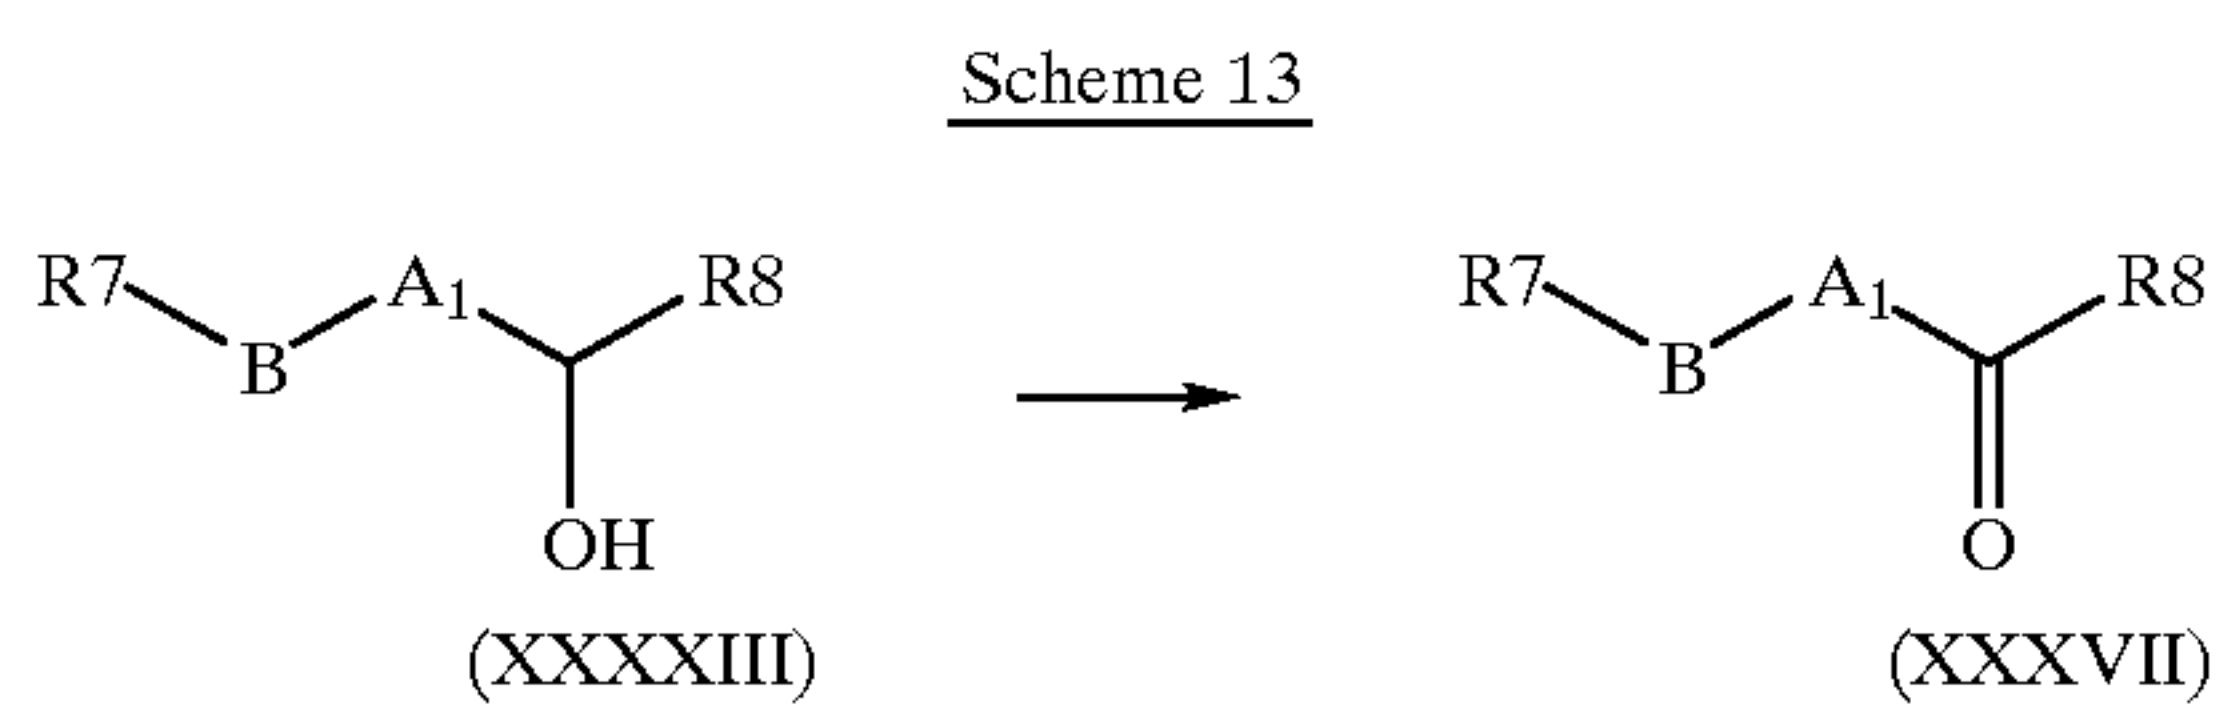 Scheme 13
R7 B A1 R8 OH
(XXXXIII)
R7 B A1 R8 O
(XXXVII)